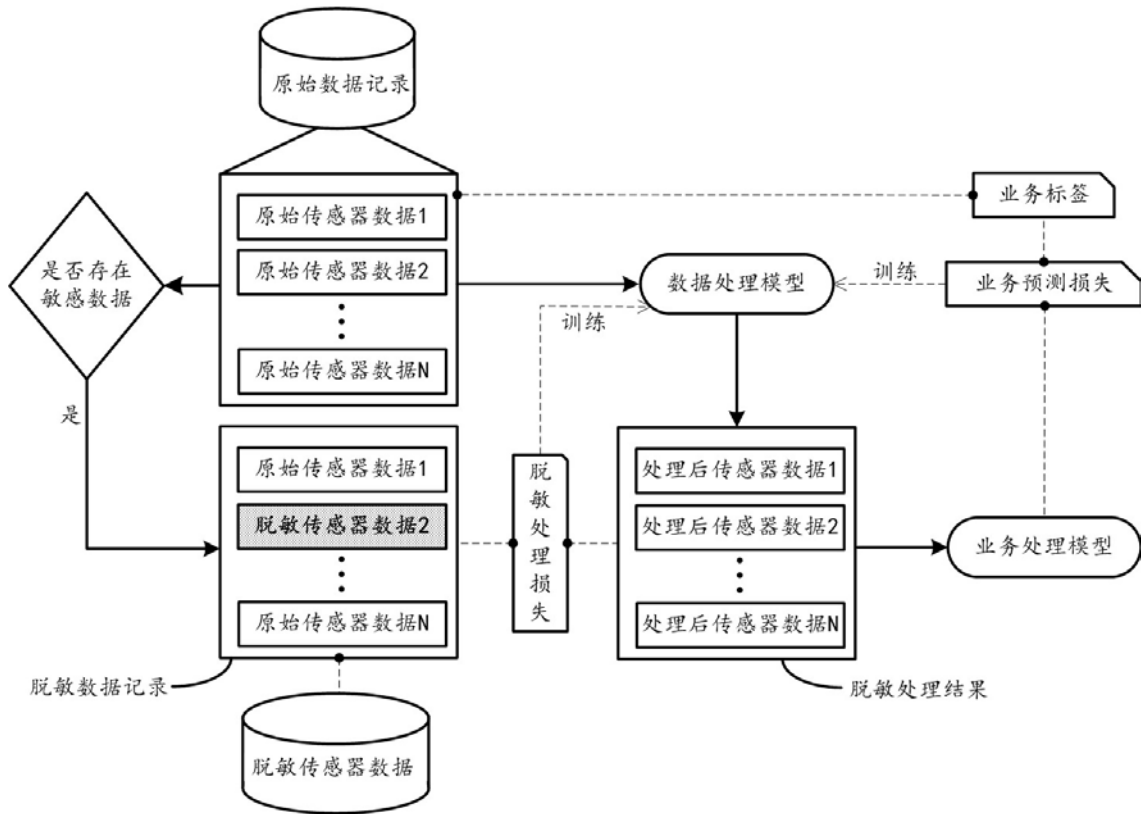 原始数据记录
原始传感器数据1
原始传感器数据2
原始传感器数据N
是否存在
敏感数据
是
业务标签
数据处理模型
训练
业务预测损失
训练
原始传感器数据1
脱敏传感器数据2
原始传感器数据N
脱敏数据记录
脱敏处理损失
处理后传感器数据1
处理后传感器数据2
处理后传感器数据N
脱敏处理结果
业务处理模型
脱敏传感器数据